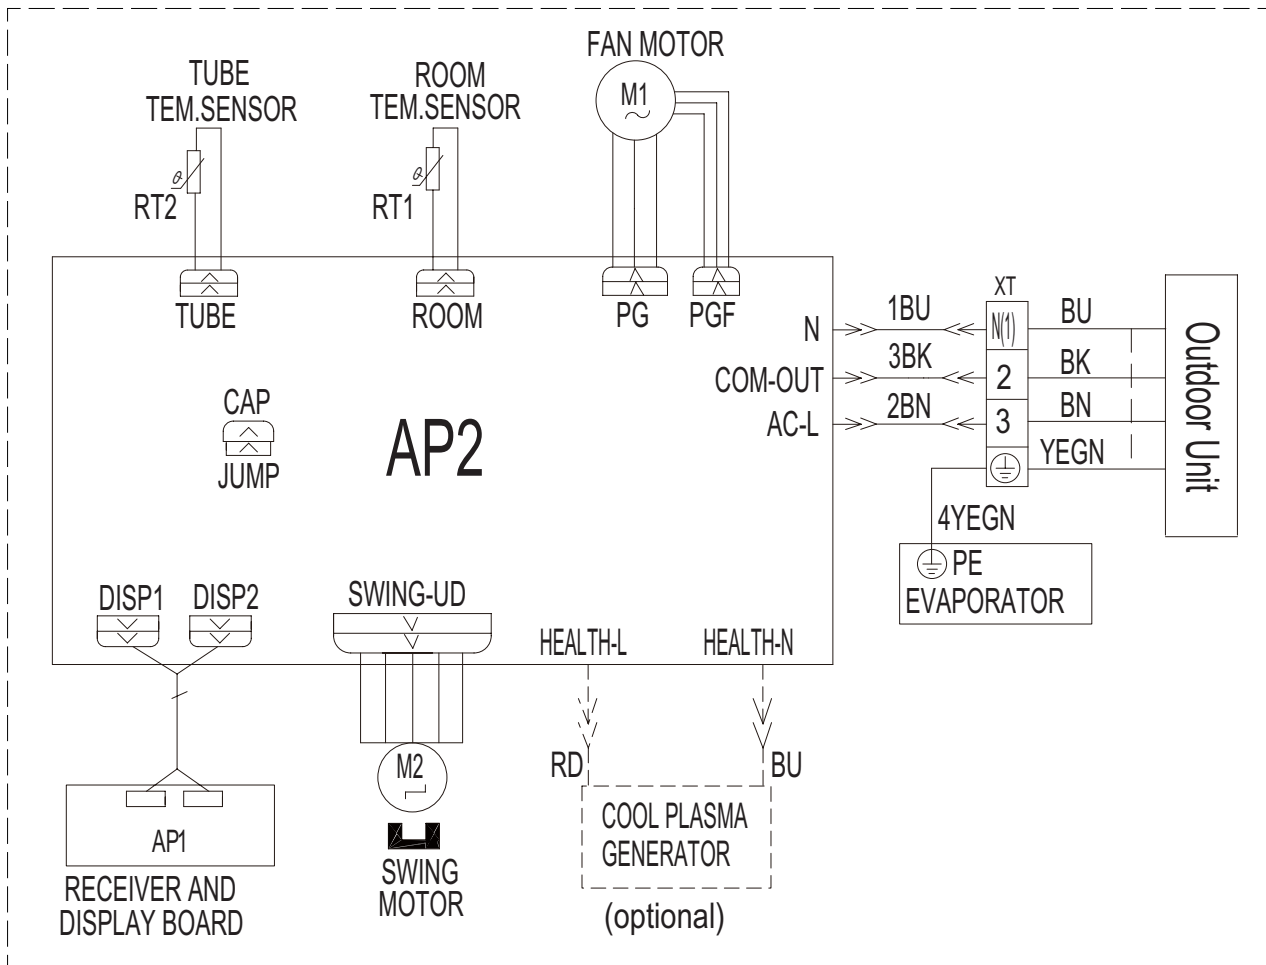 FAN MOTOR
M1
TUBE
TEM.SENSOR
θ
RT2
ROOM
TEM.SENSOR
θ
RT1
TUBE
ROOM
PG
PGF
N
COM-OUT
AC-L
1BU
3BK
2BN
XT
N(1)
2
3
BU
BK
BN
YEGN
Outdoor Unit
4YEGN
PE
EVAPORATOR
CAP
JUMP
AP2
DISP1
DISP2
SWING-UD
HEALTH-L
HEALTH-N
RD
BU
M2
SWING
MOTOR
COOL PLASMA
GENERATOR
(optional)
AP1
RECEIVER AND
DISPLAY BOARD